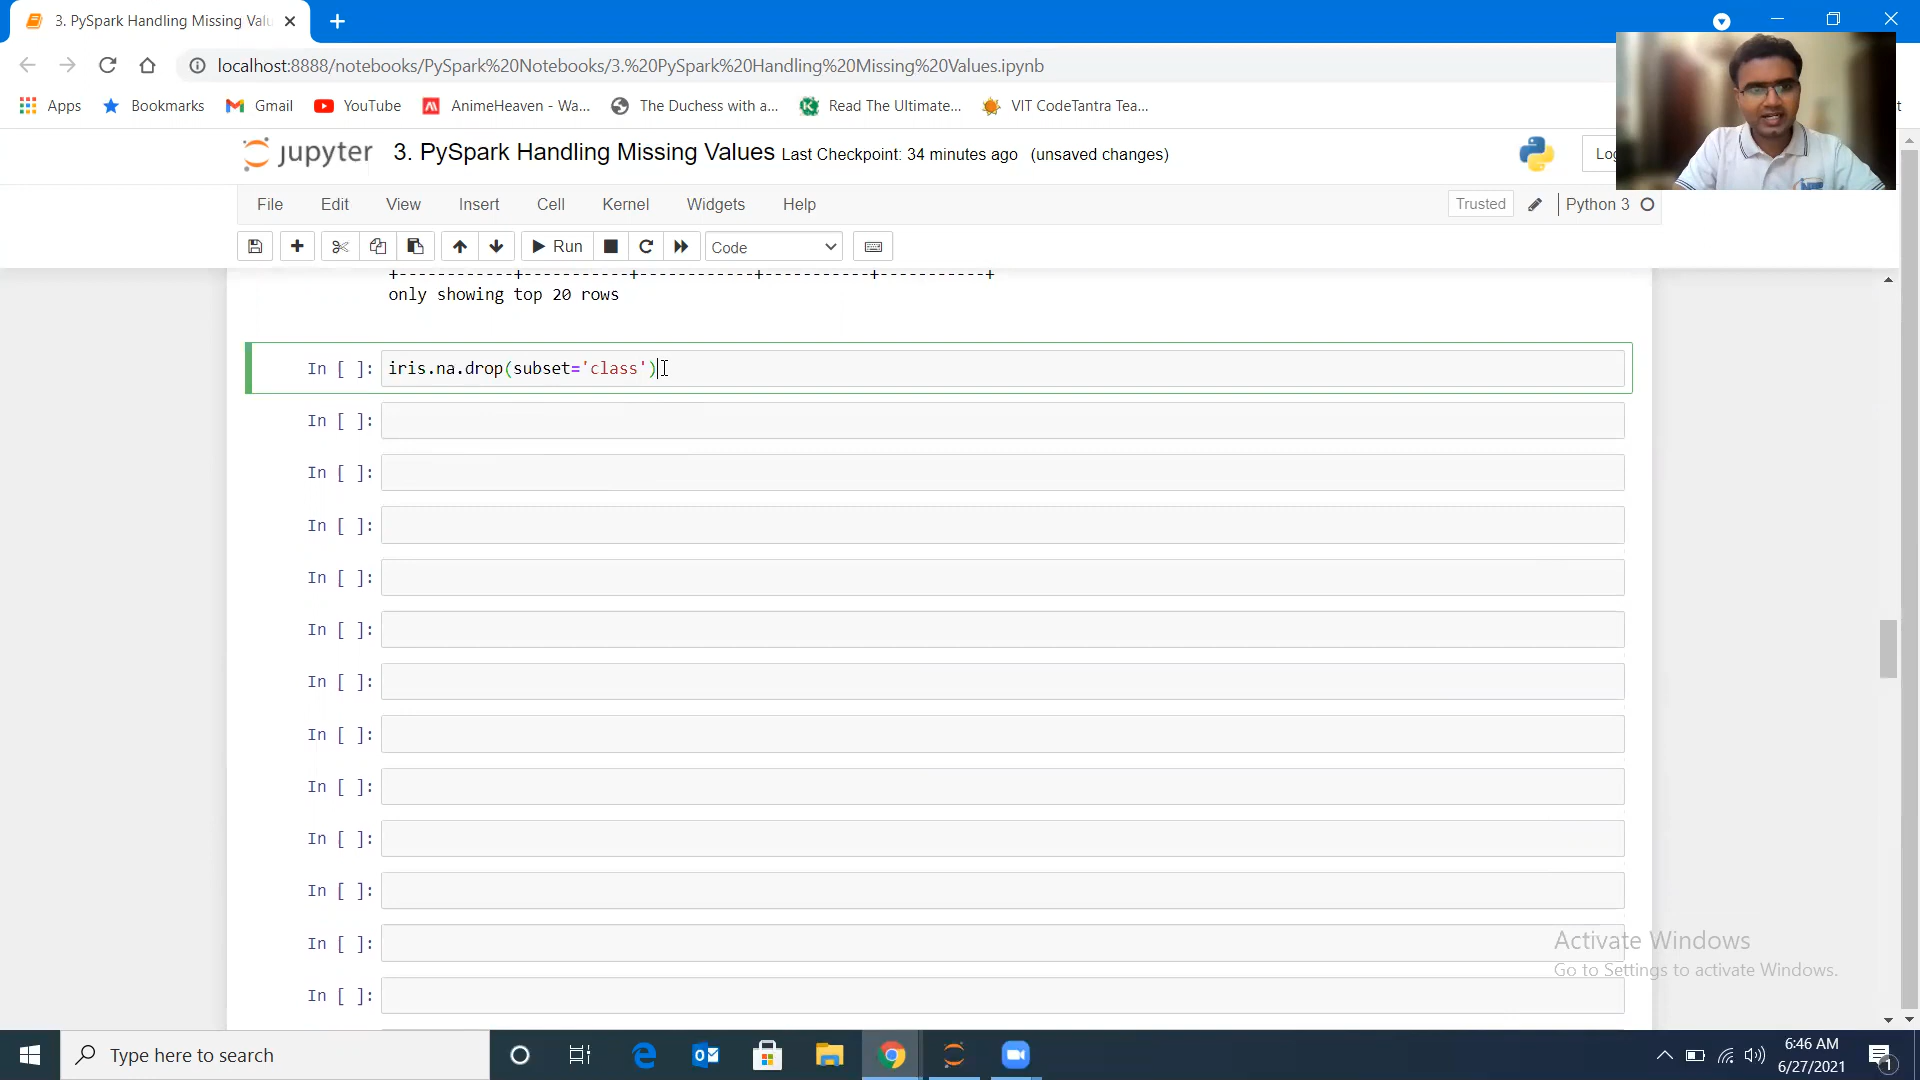 3. PySpark Handling Missing Valu
localhost:8888/notebooks/PySpark%20Notebooks/3.%20PySpark%20Handling%20Missing%20Values.ipynb
Apps Bookmarks Gmail YouTube AnimeHeaven - Wa... The Duchess with a... Read The Ultimate... VIT CodeTantra Tea...
jupyter 3. PySpark Handling Missing Values Last Checkpoint: 34 minutes ago (unsaved changes)
File Edit View Insert Cell Kernel Widgets Help Trusted Python 3
Run Code
+------------+-----------+------------+-----------+-----------+
only showing top 20 rows
In [ ]: iris.na.drop(subset='class')
In [ ]:
In [ ]:
In [ ]:
In [ ]:
In [ ]:
In [ ]:
In [ ]:
In [ ]:
In [ ]:
In [ ]:
In [ ]:
In [ ]:
Activate Windows
Go to Settings to activate Windows.
Type here to search
6:46 AM
6/27/2021
1